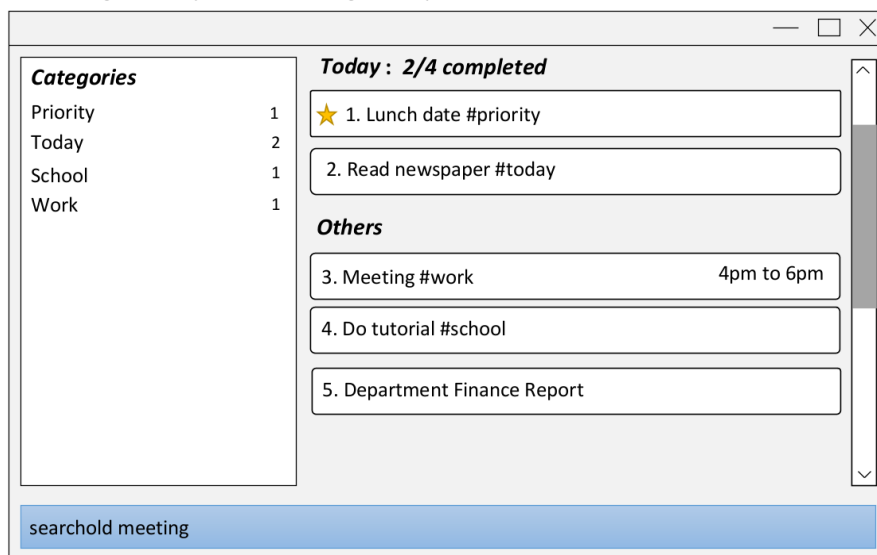 Categories
Priority 1
Today 2
School 1
Work 1
Today : 2/4 completed
1. Lunch date #priority
2. Read newspaper #today
Others
3. Meeting #work 4pm to 6pm
4. Do tutorial #school
5. Department Finance Report
searchold meeting